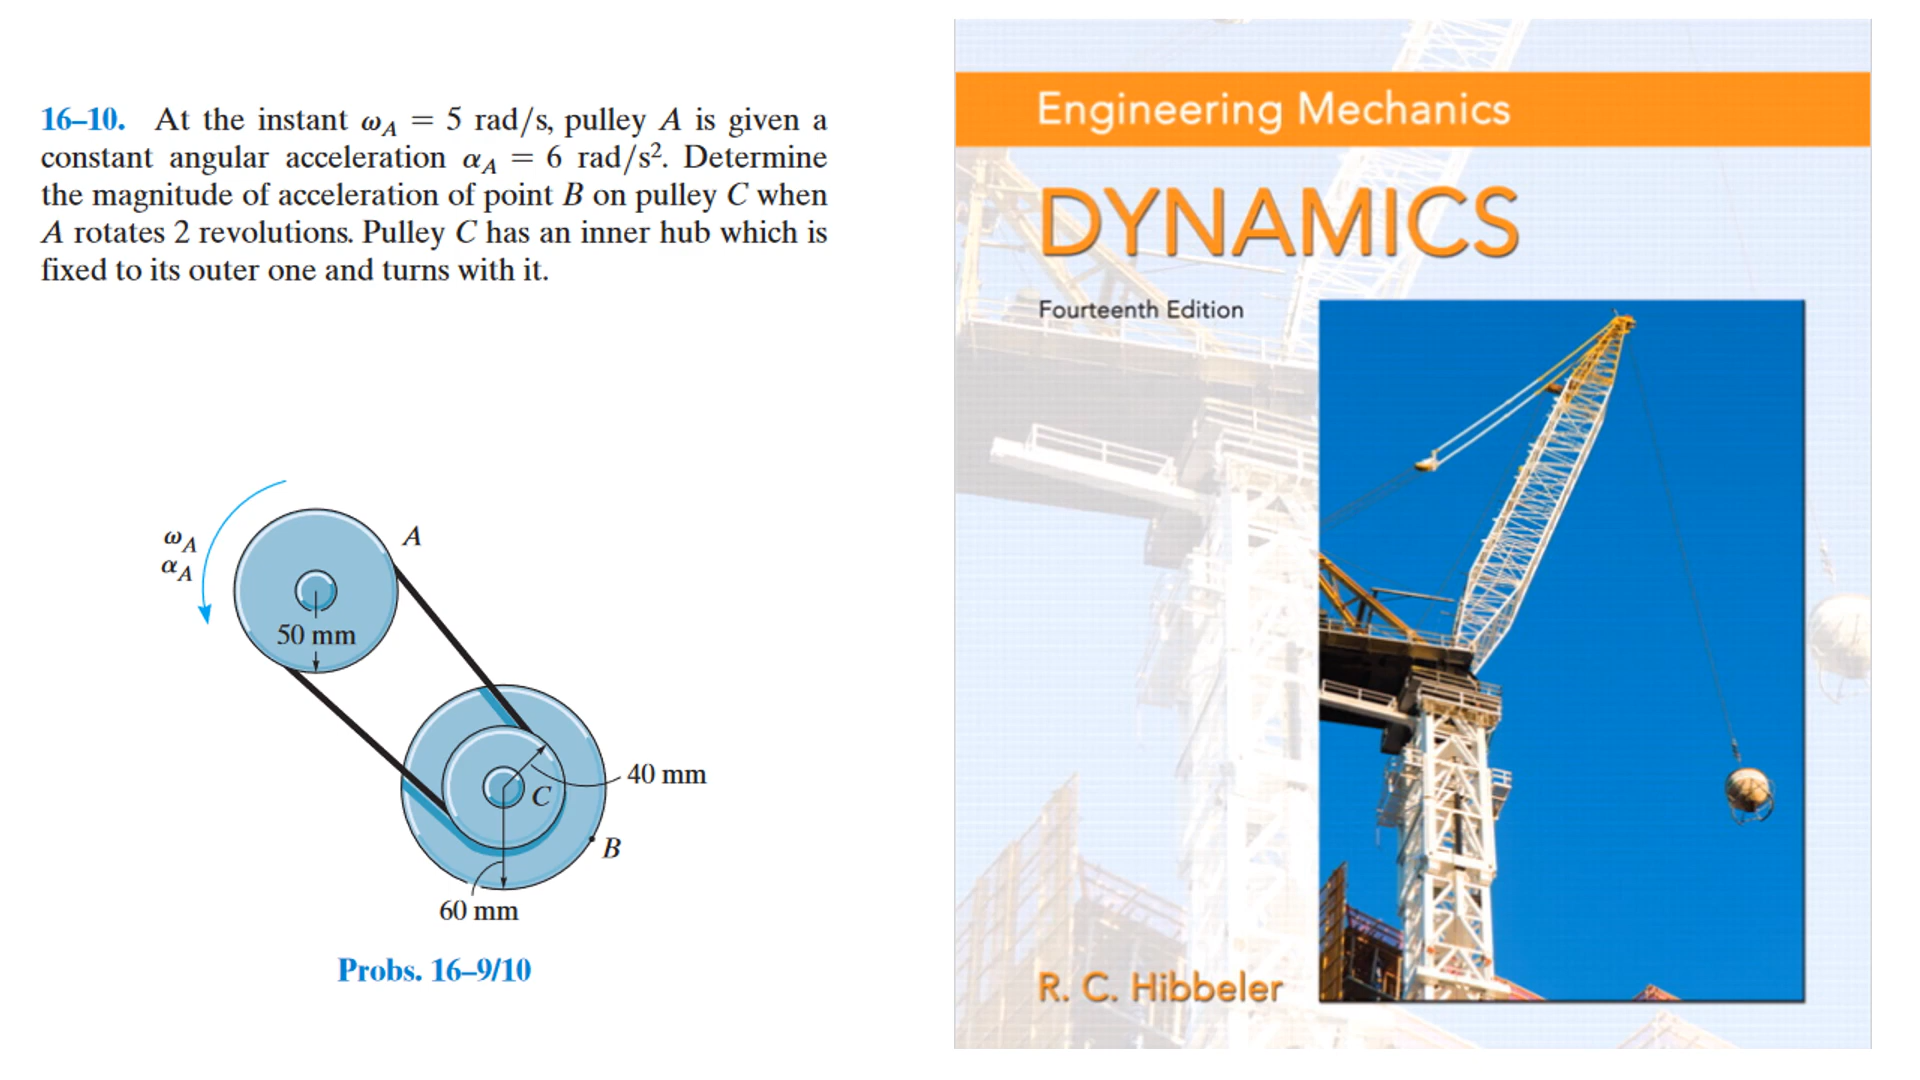 16–10. At the instant ωA = 5 rad/s, pulley A is given a
constant angular acceleration αA = 6 rad/s². Determine
the magnitude of acceleration of point B on pulley C when
A rotates 2 revolutions. Pulley C has an inner hub which is
fixed to its outer one and turns with it.
ωA
αA
A
50 mm
40 mm
C
B
60 mm
Probs. 16–9/10
Engineering Mechanics
DYNAMICS
Fourteenth Edition
R. C. Hibbeler